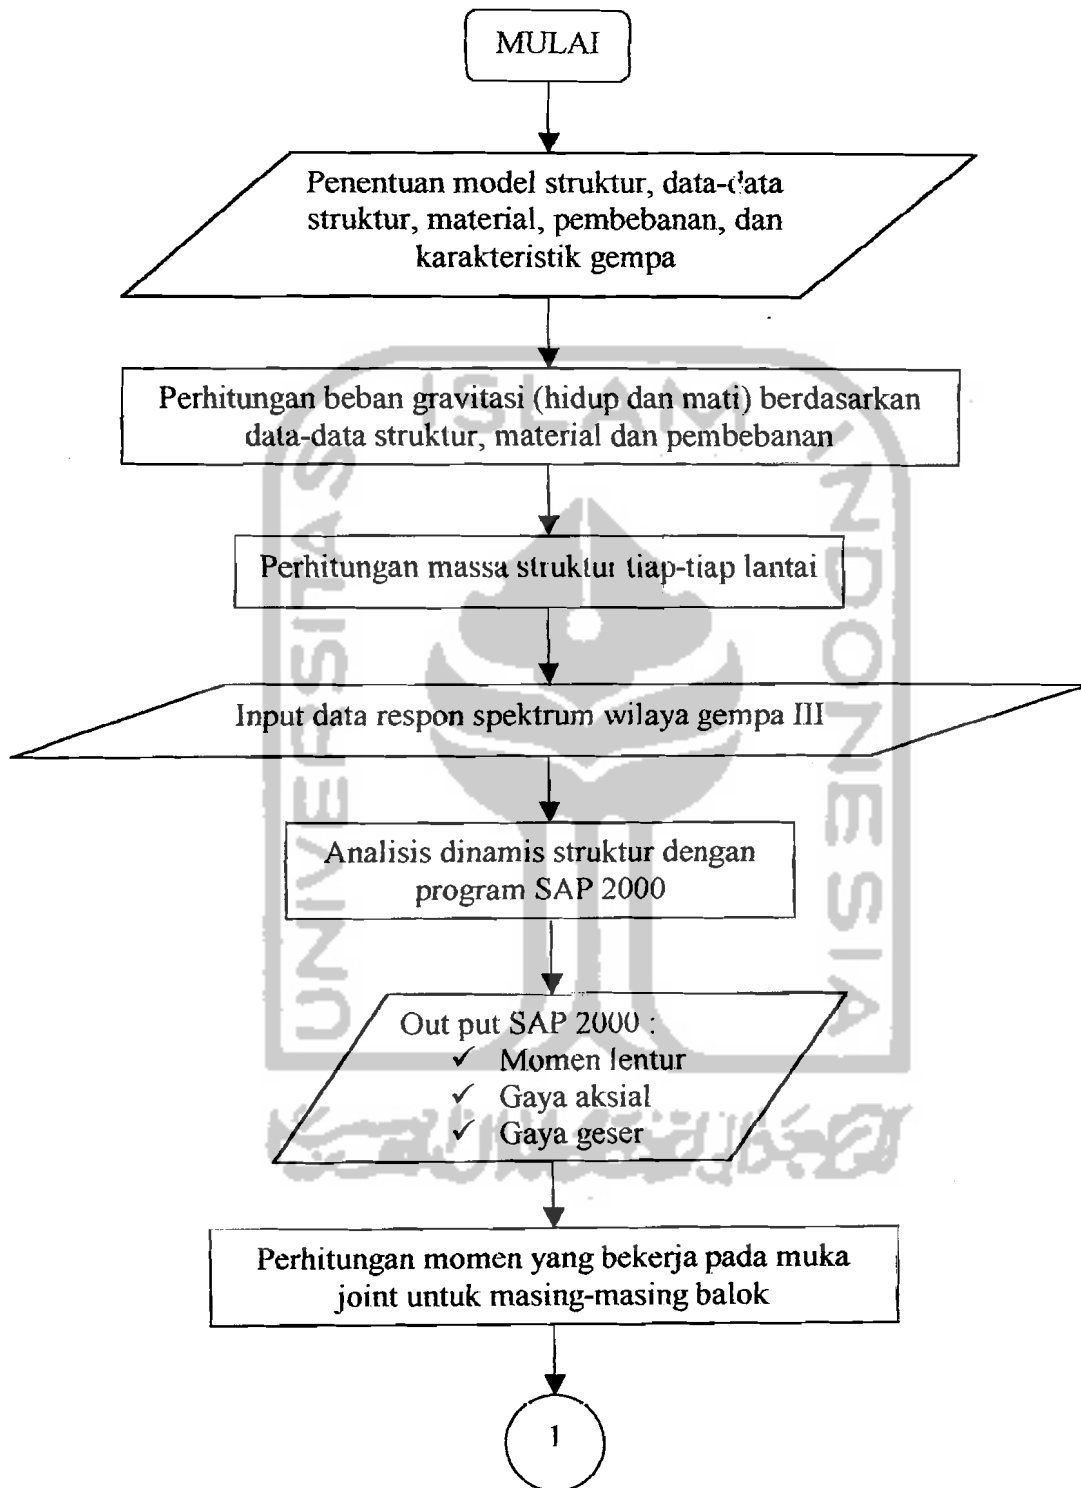 MULAI
Penentuan model struktur, data-data
struktur, material, pembebanan, dan
karakteristik gempa
Perhitungan beban gravitasi (hidup dan mati) berdasarkan
data-data struktur, material dan pembebanan
Perhitungan massa struktur tiap-tiap lantai
Input data respon spektrum wilaya gempa III
Analisis dinamis struktur dengan
program SAP 2000
Out put SAP 2000 :
✓ Momen lentur
✓ Gaya aksial
✓ Gaya geser
Perhitungan momen yang bekerja pada muka
joint untuk masing-masing balok
1
UNIVERSITAS
ISLAM
INDONESIA